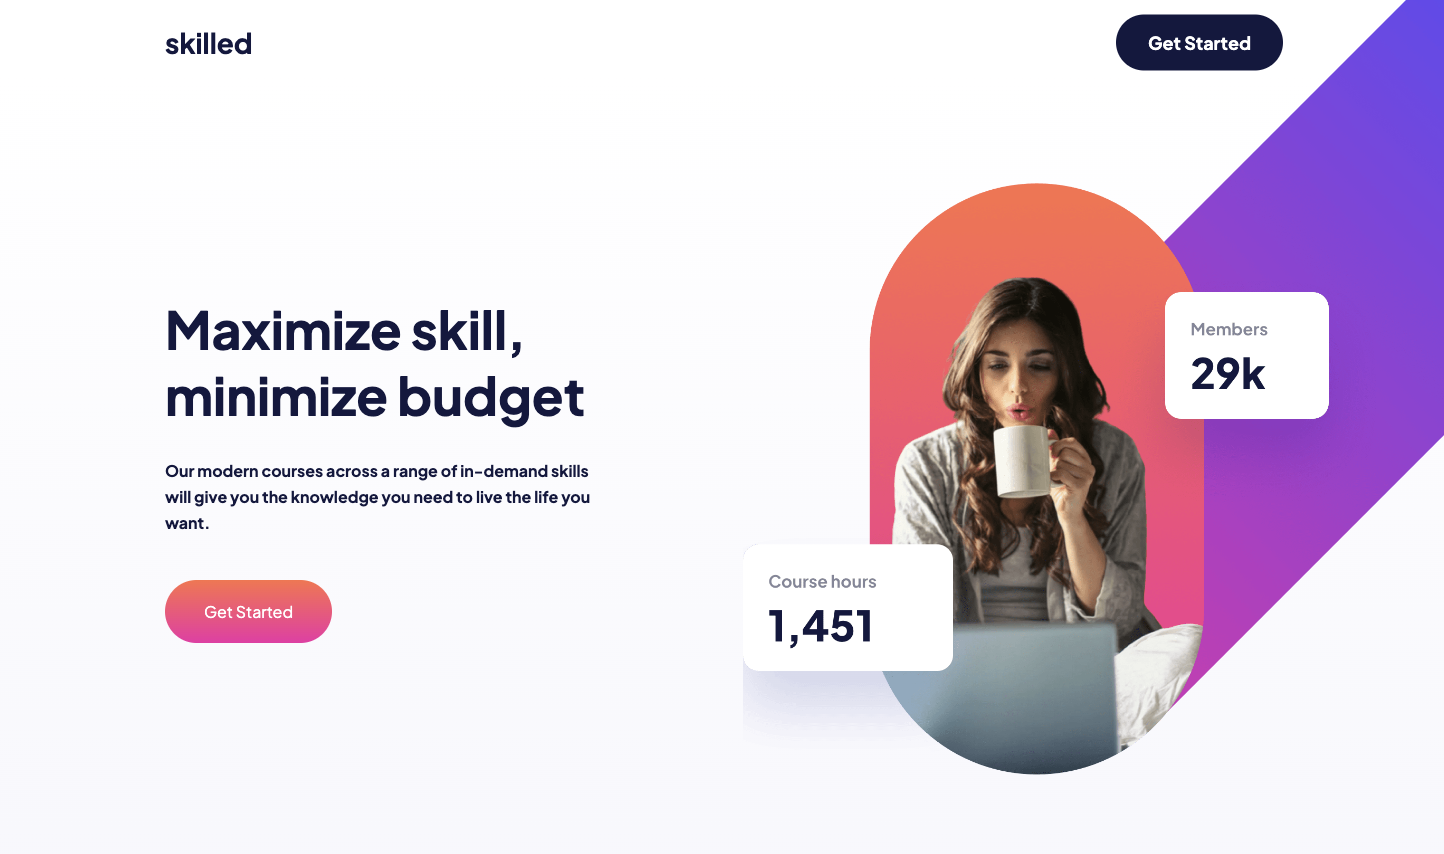 skilled
Get Started
Maximize skill,
minimize budget
Our modern courses across a range of in-demand skills
will give you the knowledge you need to live the life you
want.
Get Started
Members
29k
Course hours
1,451